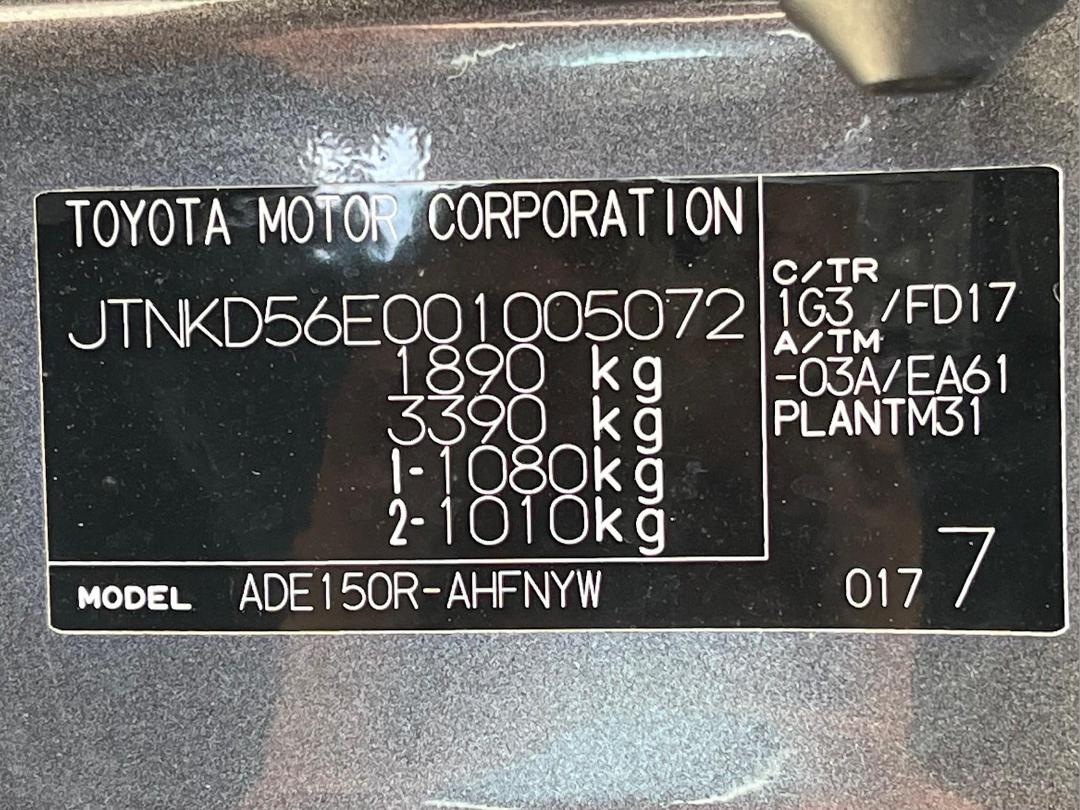 TOYOTA MOTOR CORPORATION
JTNKD56E001005072
1890 kg
3390 kg
1-1080kg
2-1010kg
C/TR
1G3 /FD17
A/TM
-03A/EA61
PLANTM31
MODEL ADE150R-AHFNYW
017 7